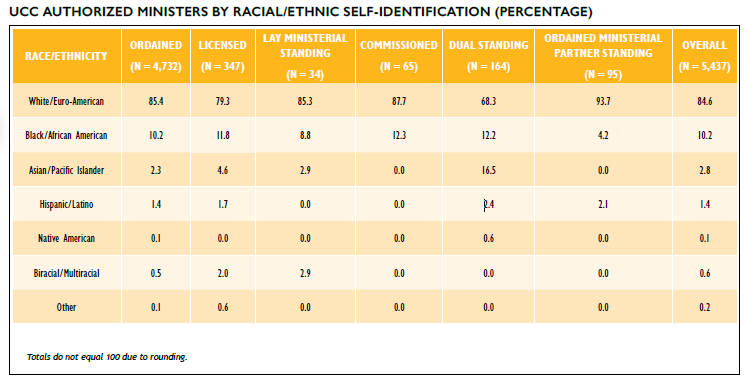 UCC AUTHORIZED MINISTERS BY RACIAL/ETHNIC SELF-IDENTIFICATION (PERCENTAGE)
RACE/ETHNICITY ORDAINED (N = 4,732) LICENSED (N = 347) LAY MINISTERIAL STANDING (N = 34) COMMISSIONED (N = 65) DUAL STANDING (N = 164) ORDAINED MINISTERIAL PARTNER STANDING (N = 95) OVERALL (N = 5,437)
White/Euro-American 85.4 79.3 85.3 87.7 68.3 93.7 84.6
Black/African American 10.2 11.8 8.8 12.3 12.2 4.2 10.2
Asian/Pacific Islander 2.3 4.6 2.9 0.0 16.5 0.0 2.8
Hispanic/Latino 1.4 1.7 0.0 0.0 2.4 2.1 1.4
Native American 0.1 0.0 0.0 0.0 0.6 0.0 0.1
Biracial/Multiracial 0.5 2.0 2.9 0.0 0.0 0.0 0.6
Other 0.1 0.6 0.0 0.0 0.0 0.0 0.2
Totals do not equal 100 due to rounding.